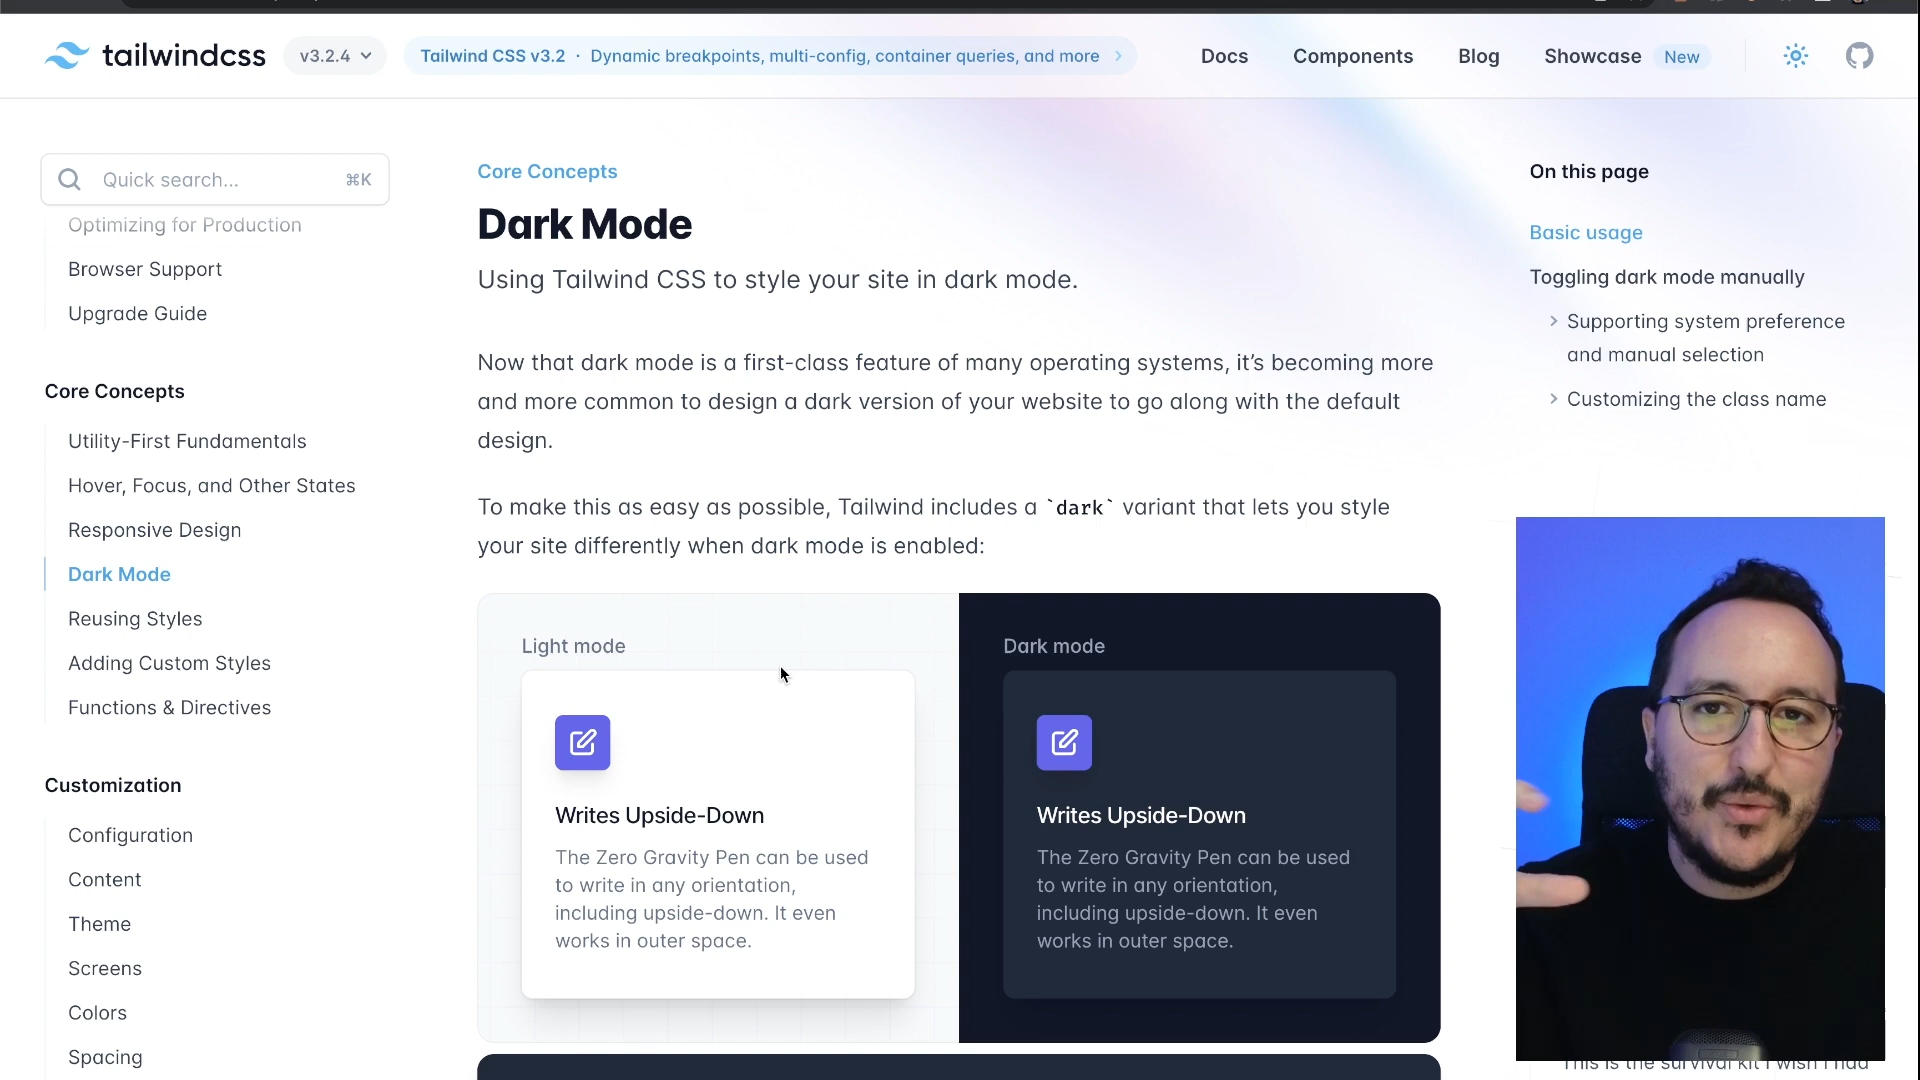 tailwindcss
v3.2.4
Tailwind CSS v3.2 · Dynamic breakpoints, multi-config, container queries, and more
Docs
Components
Blog
Showcase
New
Quick search...
⌘K
Optimizing for Production
Browser Support
Upgrade Guide
Core Concepts
Utility-First Fundamentals
Hover, Focus, and Other States
Responsive Design
Dark Mode
Reusing Styles
Adding Custom Styles
Functions & Directives
Customization
Configuration
Content
Theme
Screens
Colors
Spacing
Core Concepts
Dark Mode
Using Tailwind CSS to style your site in dark mode.
Now that dark mode is a first-class feature of many operating systems, it’s becoming more
and more common to design a dark version of your website to go along with the default
design.
To make this as easy as possible, Tailwind includes a `dark` variant that lets you style
your site differently when dark mode is enabled:
Light mode
Writes Upside-Down
The Zero Gravity Pen can be used
to write in any orientation,
including upside-down. It even
works in outer space.
Dark mode
Writes Upside-Down
The Zero Gravity Pen can be used
to write in any orientation,
including upside-down. It even
works in outer space.
On this page
Basic usage
Toggling dark mode manually
Supporting system preference
and manual selection
Customizing the class name
This is the survival kit I wish I had